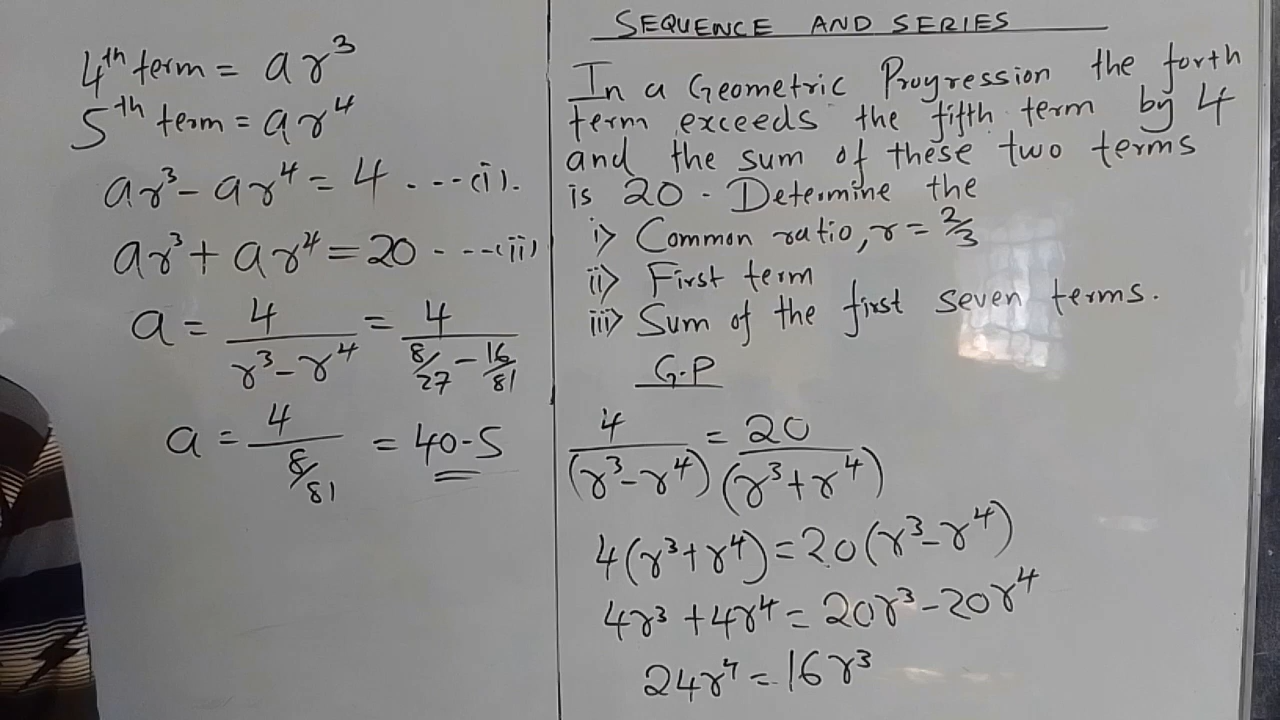 4th term = ar³
5th term = ar⁴
ar³ - ar⁴ = 4 ----(i).
ar³ + ar⁴ = 20 ----(ii)
a = 4/(r³-r⁴) = 4/(8/27 - 16/81)
a = 4/(8/81) = 40.5
SEQUENCE AND SERIES
In a Geometric Progression the forth
term exceeds the fifth term by 4
and the sum of these two terms
is 20. Determine the
i> Common ratio, r = 2/3
ii> First term
iii> Sum of the first seven terms.
G.P
4/(r³-r⁴) = 20/(r³+r⁴)
4(r³+r⁴) = 20(r³-r⁴)
4r³+4r⁴ = 20r³-20r⁴
24r⁴ = 16r³